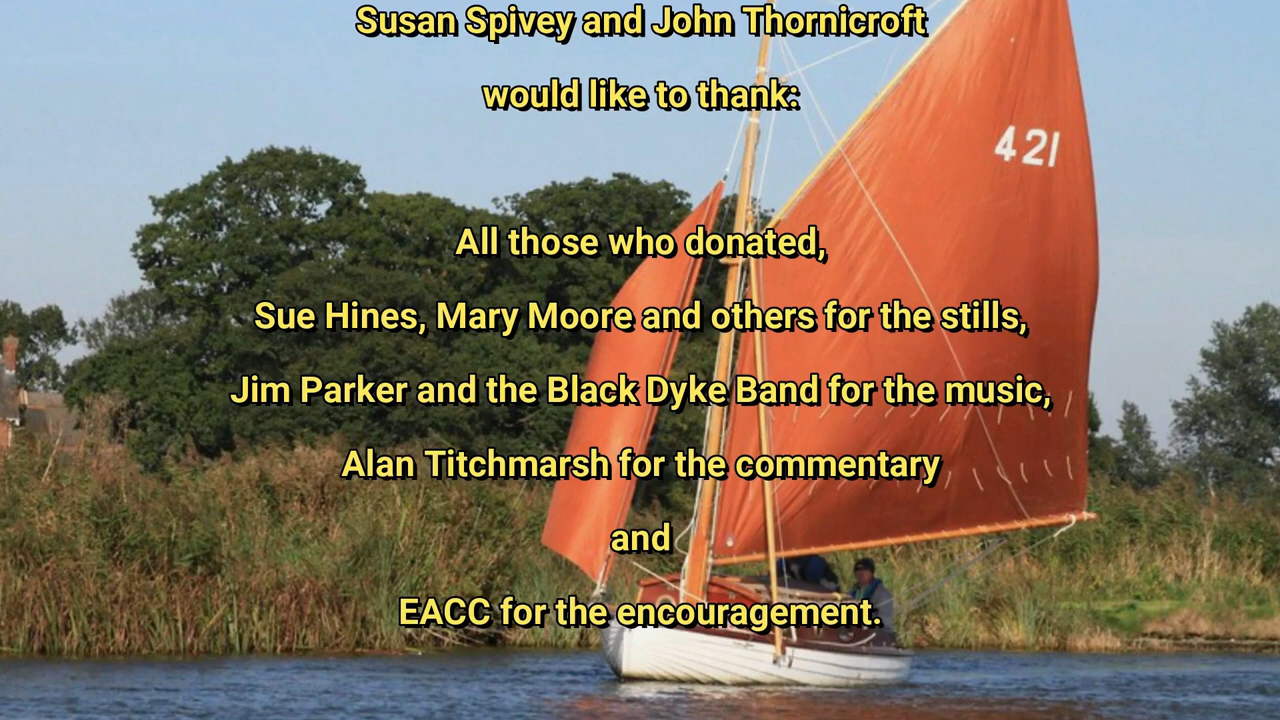 Susan Spivey and John Thornicroft
would like to thank:
421
All those who donated,
Sue Hines, Mary Moore and others for the stills,
Jim Parker and the Black Dyke Band for the music,
Alan Titchmarsh for the commentary
and
EACC for the encouragement.